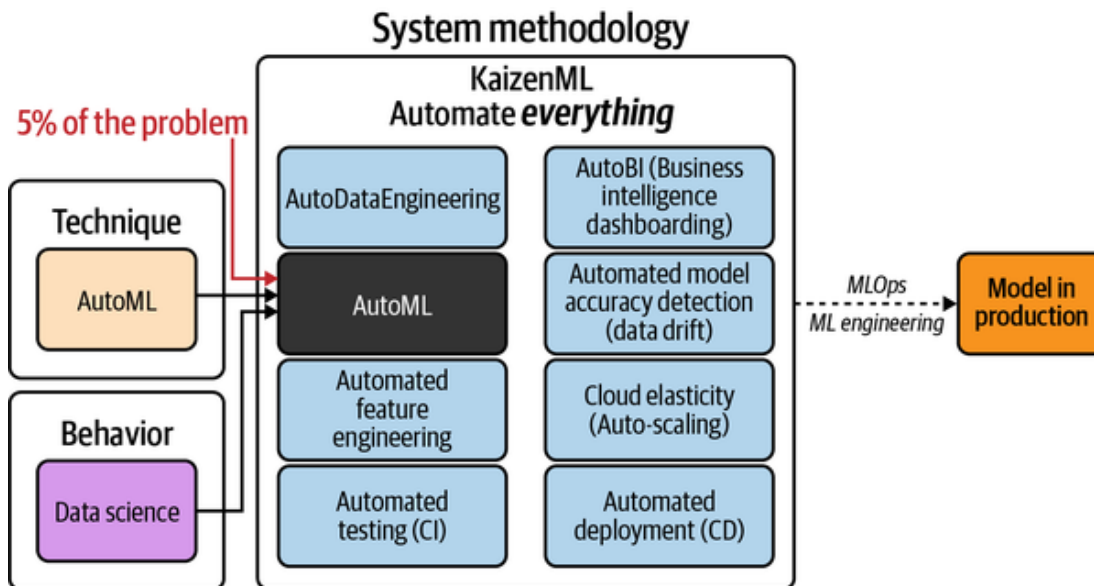 System methodology
KaizenML
Automate everything
5% of the problem
Technique
AutoML
Behavior
Data science
AutoDataEngineering
AutoML
Automated
feature
engineering
Automated
testing (CI)
AutoBI (Business
intelligence
dashboarding)
Automated model
accuracy detection
(data drift)
Cloud elasticity
(Auto-scaling)
Automated
deployment (CD)
MLOps
ML engineering
Model in
production